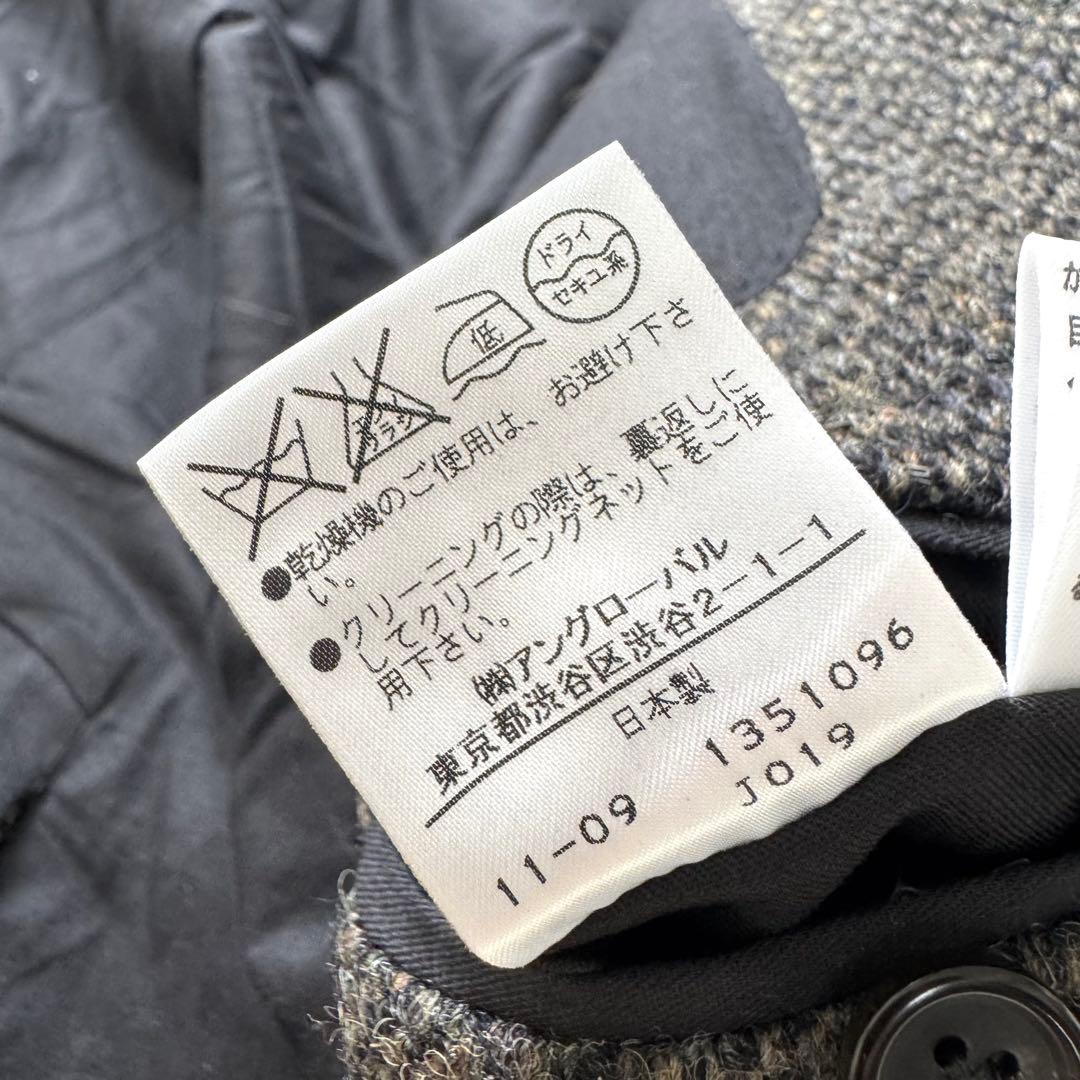 ドライ
セキユ系
低
●乾燥機のご使用は、お避け下さ
い。
●クリーニングの際は、裏返しに
してクリーニングネットをご使
用下さい。
㈱アングローバル
東京都渋谷区渋谷2-1-1
日本製
1351096
11-09 J019
か
目